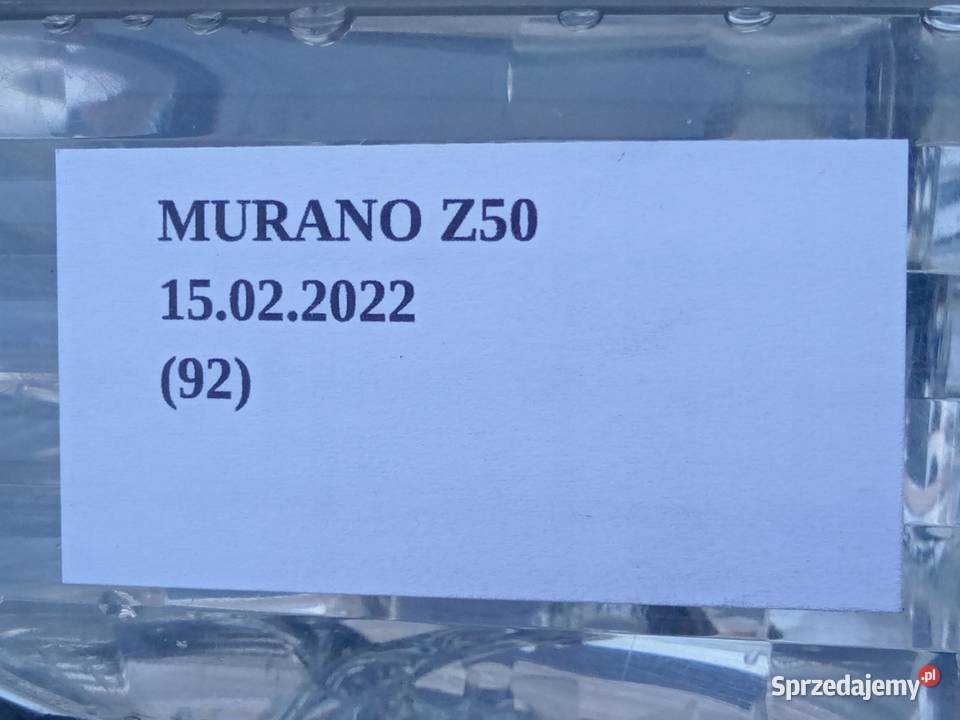 MURANO Z50
15.02.2022
(92)
Sprzedajemy.pl